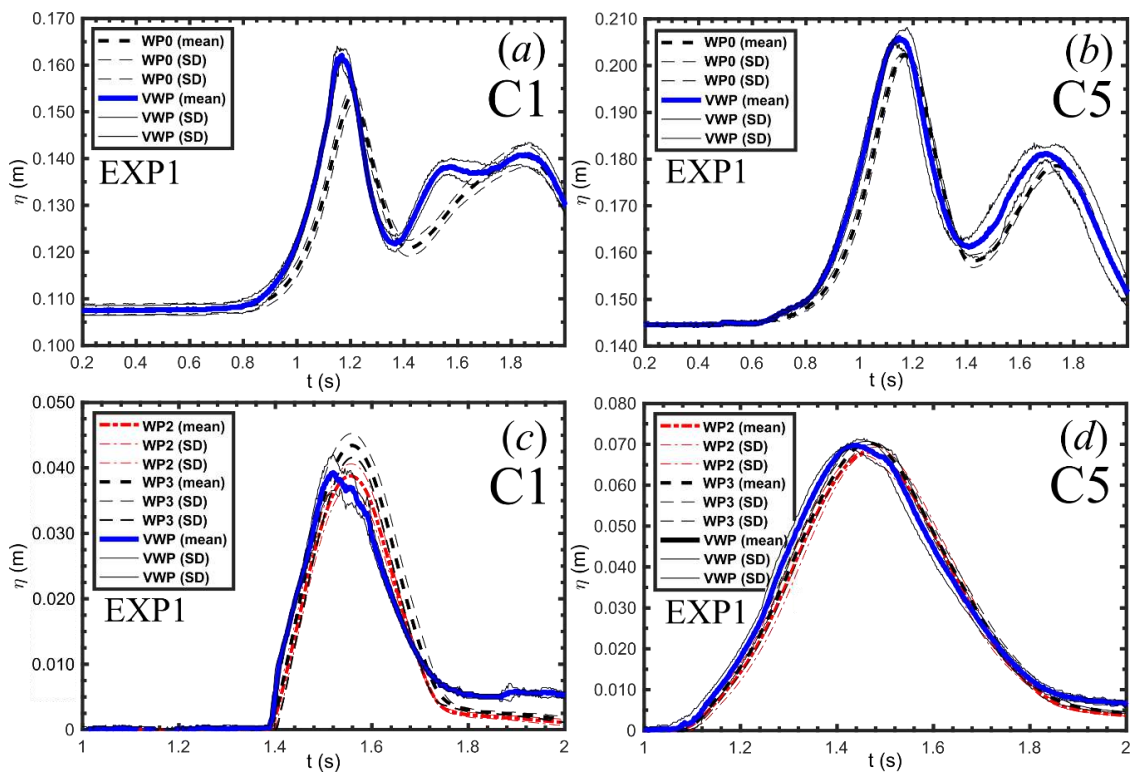 0.170
0.160
0.150
0.140
0.130
0.120
0.110
0.100
η (m)
WP0 (mean)
WP0 (SD)
WP0 (SD)
VWP (mean)
VWP (SD)
VWP (SD)
EXP1
(a)
C1
0.2 0.4 0.6 0.8 1 1.2 1.4 1.6 1.8
t (s)
0.210
0.200
0.190
0.180
0.170
0.160
0.150
0.140
η (m)
WP0 (mean)
WP0 (SD)
WP0 (SD)
VWP (mean)
VWP (SD)
VWP (SD)
EXP1
(b)
C5
0.2 0.4 0.6 0.8 1 1.2 1.4 1.6 1.8
t (s)
0.050
0.040
0.030
0.020
0.010
0
η (m)
WP2 (mean)
WP2 (SD)
WP2 (SD)
WP3 (mean)
WP3 (SD)
WP3 (SD)
VWP (mean)
VWP (SD)
VWP (SD)
EXP1
(c)
C1
1 1.2 1.4 1.6 1.8 2
t (s)
0.080
0.070
0.060
0.050
0.040
0.030
0.020
0.010
0
η (m)
WP2 (mean)
WP2 (SD)
WP2 (SD)
WP3 (mean)
WP3 (SD)
WP3 (SD)
VWP (mean)
VWP (SD)
VWP (SD)
EXP1
(d)
C5
1 1.2 1.4 1.6 1.8 2
t (s)